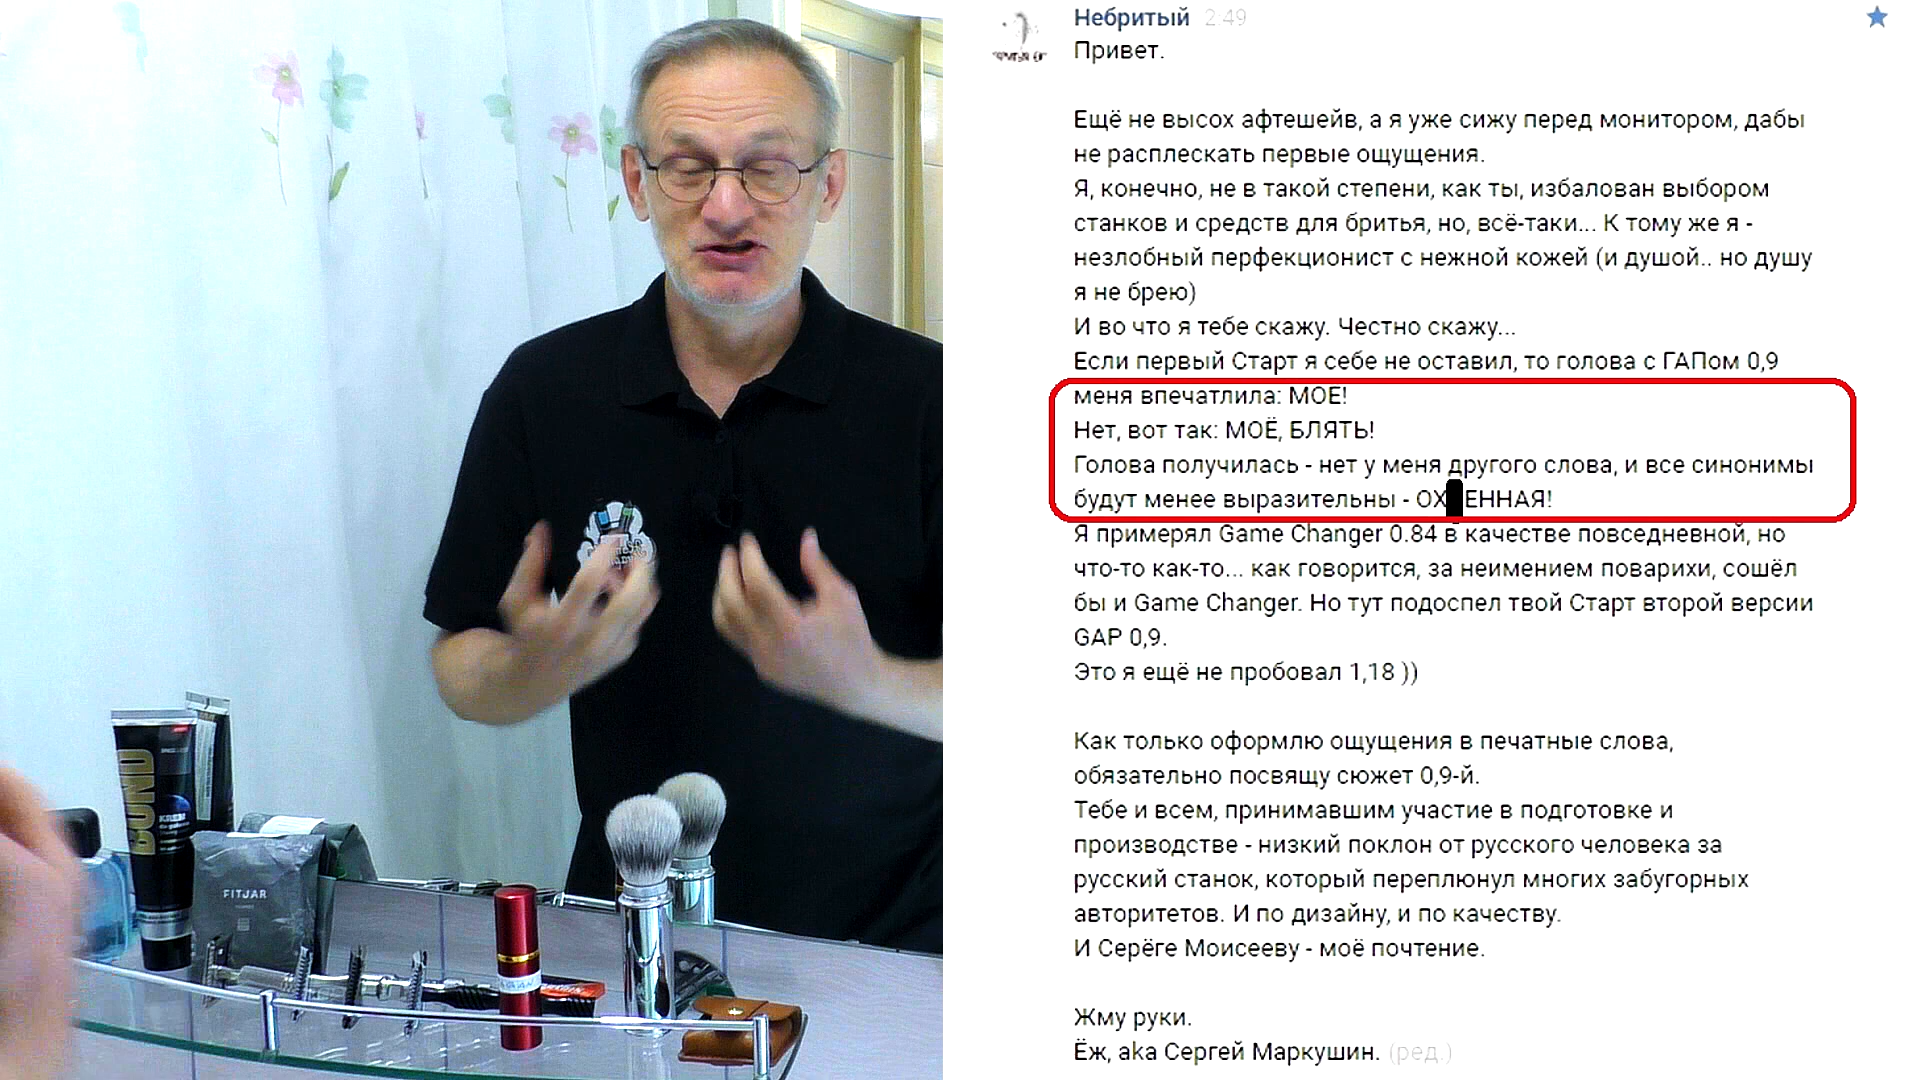 Небритый 2:49
Привет.
Ещё не высох афтешейв, а я уже сижу перед монитором, дабы
не расплескать первые ощущения.
Я, конечно, не в такой степени, как ты, избалован выбором
станков и средств для бритья, но, всё-таки... К тому же я -
незлобный перфекционист с нежной кожей (и душой.. но душу
я не брею)
И во что я тебе скажу. Честно скажу...
Если первый Старт я себе не оставил, то голова с ГАПом 0,9
меня впечатлила: МОЕ!
Нет, вот так: МОЁ, БЛЯТЬ!
Голова получилась - нет у меня другого слова, и все синонимы
будут менее выразительны - ОХ ЕННАЯ!
Я примерял Game Changer 0.84 в качестве повседневной, но
что-то как-то... как говорится, за неимением поварихи, сошёл
бы и Game Changer. Но тут подоспел твой Старт второй версии
GAP 0,9.
Это я ещё не пробовал 1,18 ))
Как только оформлю ощущения в печатные слова,
обязательно посвящу сюжет 0,9-й.
Тебе и всем, принимавшим участие в подготовке и
производстве - низкий поклон от русского человека за
русский станок, который переплюнул многих забугорных
авторитетов. И по дизайну, и по качеству.
И Серёге Моисееву - моё почтение.
Жму руки.
Ёж, aka Сергей Маркушин. (ред.)
BOND
FITJAR